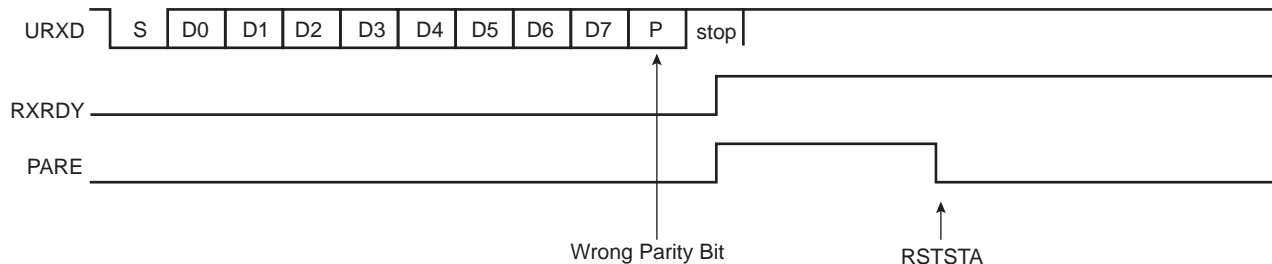 URXD S D0 D1 D2 D3 D4 D5 D6 D7 P stop
RXRDY
PARE
Wrong Parity Bit RSTSTA